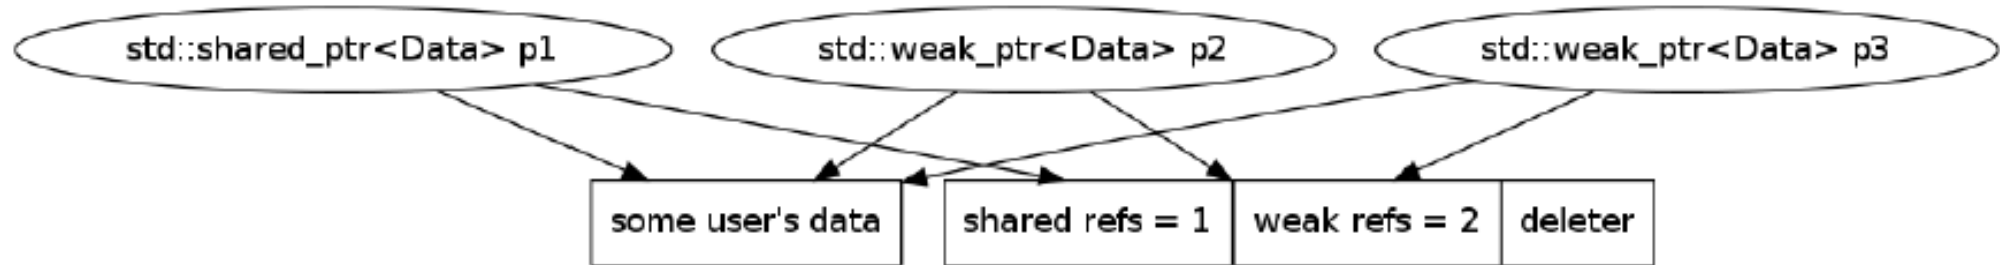 std::shared_ptr<Data> p1
std::weak_ptr<Data> p2
std::weak_ptr<Data> p3
some user's data
shared refs = 1
weak refs = 2
deleter